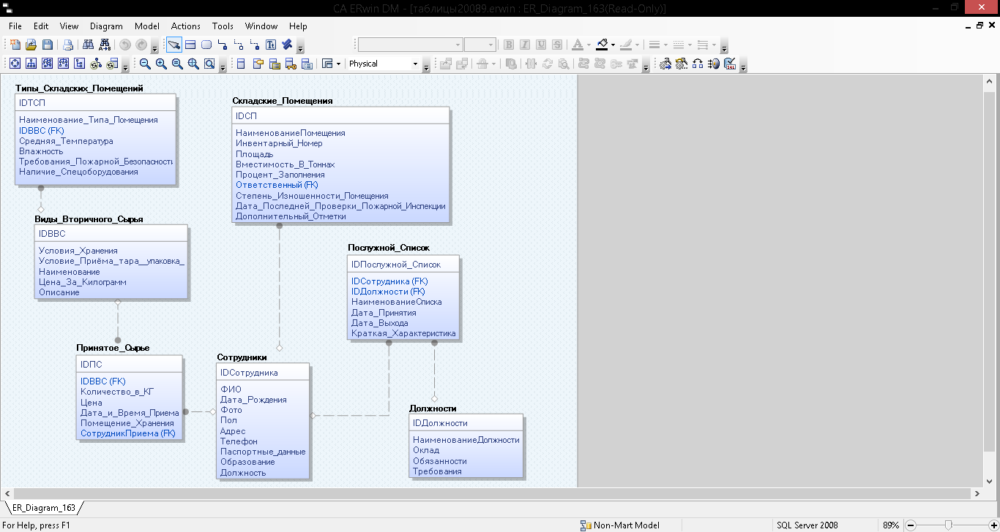 CA ERwin DM - [таблицы20089.erwin : ER_Diagram_163(Read-Only)]
File Edit View Diagram Model Actions Tools Window Help
B I U S A
Physical
Типы_Складских_Помещений
IDТСП
Наименование_Типа_Помещения
IDВВС (FK)
Средняя_Температура
Влажность
Требования_Пожарной_Безопасности
Наличие_Спецоборудования
Складские_Помещения
IDСП
НаименованиеПомещения
Инвентарный_Номер
Площадь
Вместимость_В_Тоннах
Процент_Заполнения
Ответственный (FK)
Степень_Изношенности_Помещения
Дата_Последней_Проверки_Пожарной_Инспекции
Дополнительный_Отметки
Виды_Вторичного_Сырья
IDВВС
Условия_Хранения
Условие_Приёма_тара__упаковка_
Наименование
Цена_За_Килограмм
Описание
Послужной_Список
IDПослужной_Список
IDСотрудника (FK)
IDДолжности (FK)
НаименованиеСписка
Дата_Принятия
Дата_Выхода
Краткая_Характеристика
Принятое_Сырье
IDПС
IDВВС (FK)
Количество_в_КГ
Цена
Дата_и_Время_Приема
Помещение_Хранения
СотрудникПриема (FK)
Сотрудники
IDСотрудника
ФИО
Дата_Рождения
Фото
Пол
Адрес
Телефон
Паспортные_данные
Образование
Должность
Должности
IDДолжности
НаименованиеДолжности
Оклад
Обязанности
Требования
ER_Diagram_163
For Help, press F1 Non-Mart Model SQL Server 2008 89%